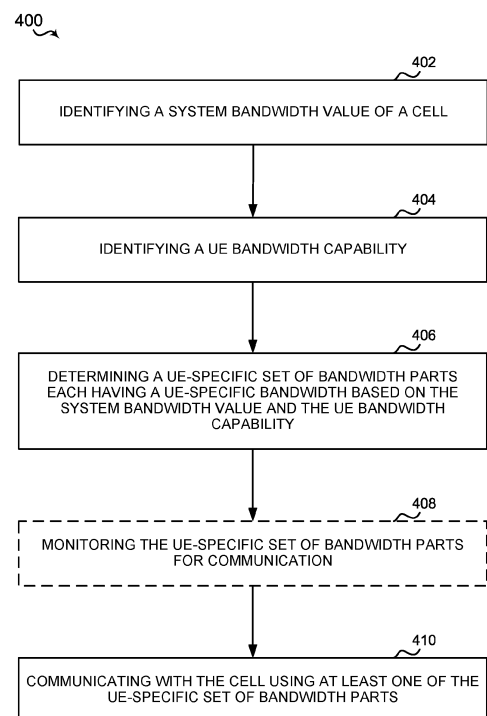 400
402
IDENTIFYING A SYSTEM BANDWIDTH VALUE OF A CELL
404
IDENTIFYING A UE BANDWIDTH CAPABILITY
406
DETERMINING A UE-SPECIFIC SET OF BANDWIDTH PARTS
EACH HAVING A UE-SPECIFIC BANDWIDTH BASED ON THE
SYSTEM BANDWIDTH VALUE AND THE UE BANDWIDTH
CAPABILITY
408
MONITORING THE UE-SPECIFIC SET OF BANDWIDTH PARTS
FOR COMMUNICATION
410
COMMUNICATING WITH THE CELL USING AT LEAST ONE OF THE
UE-SPECIFIC SET OF BANDWIDTH PARTS